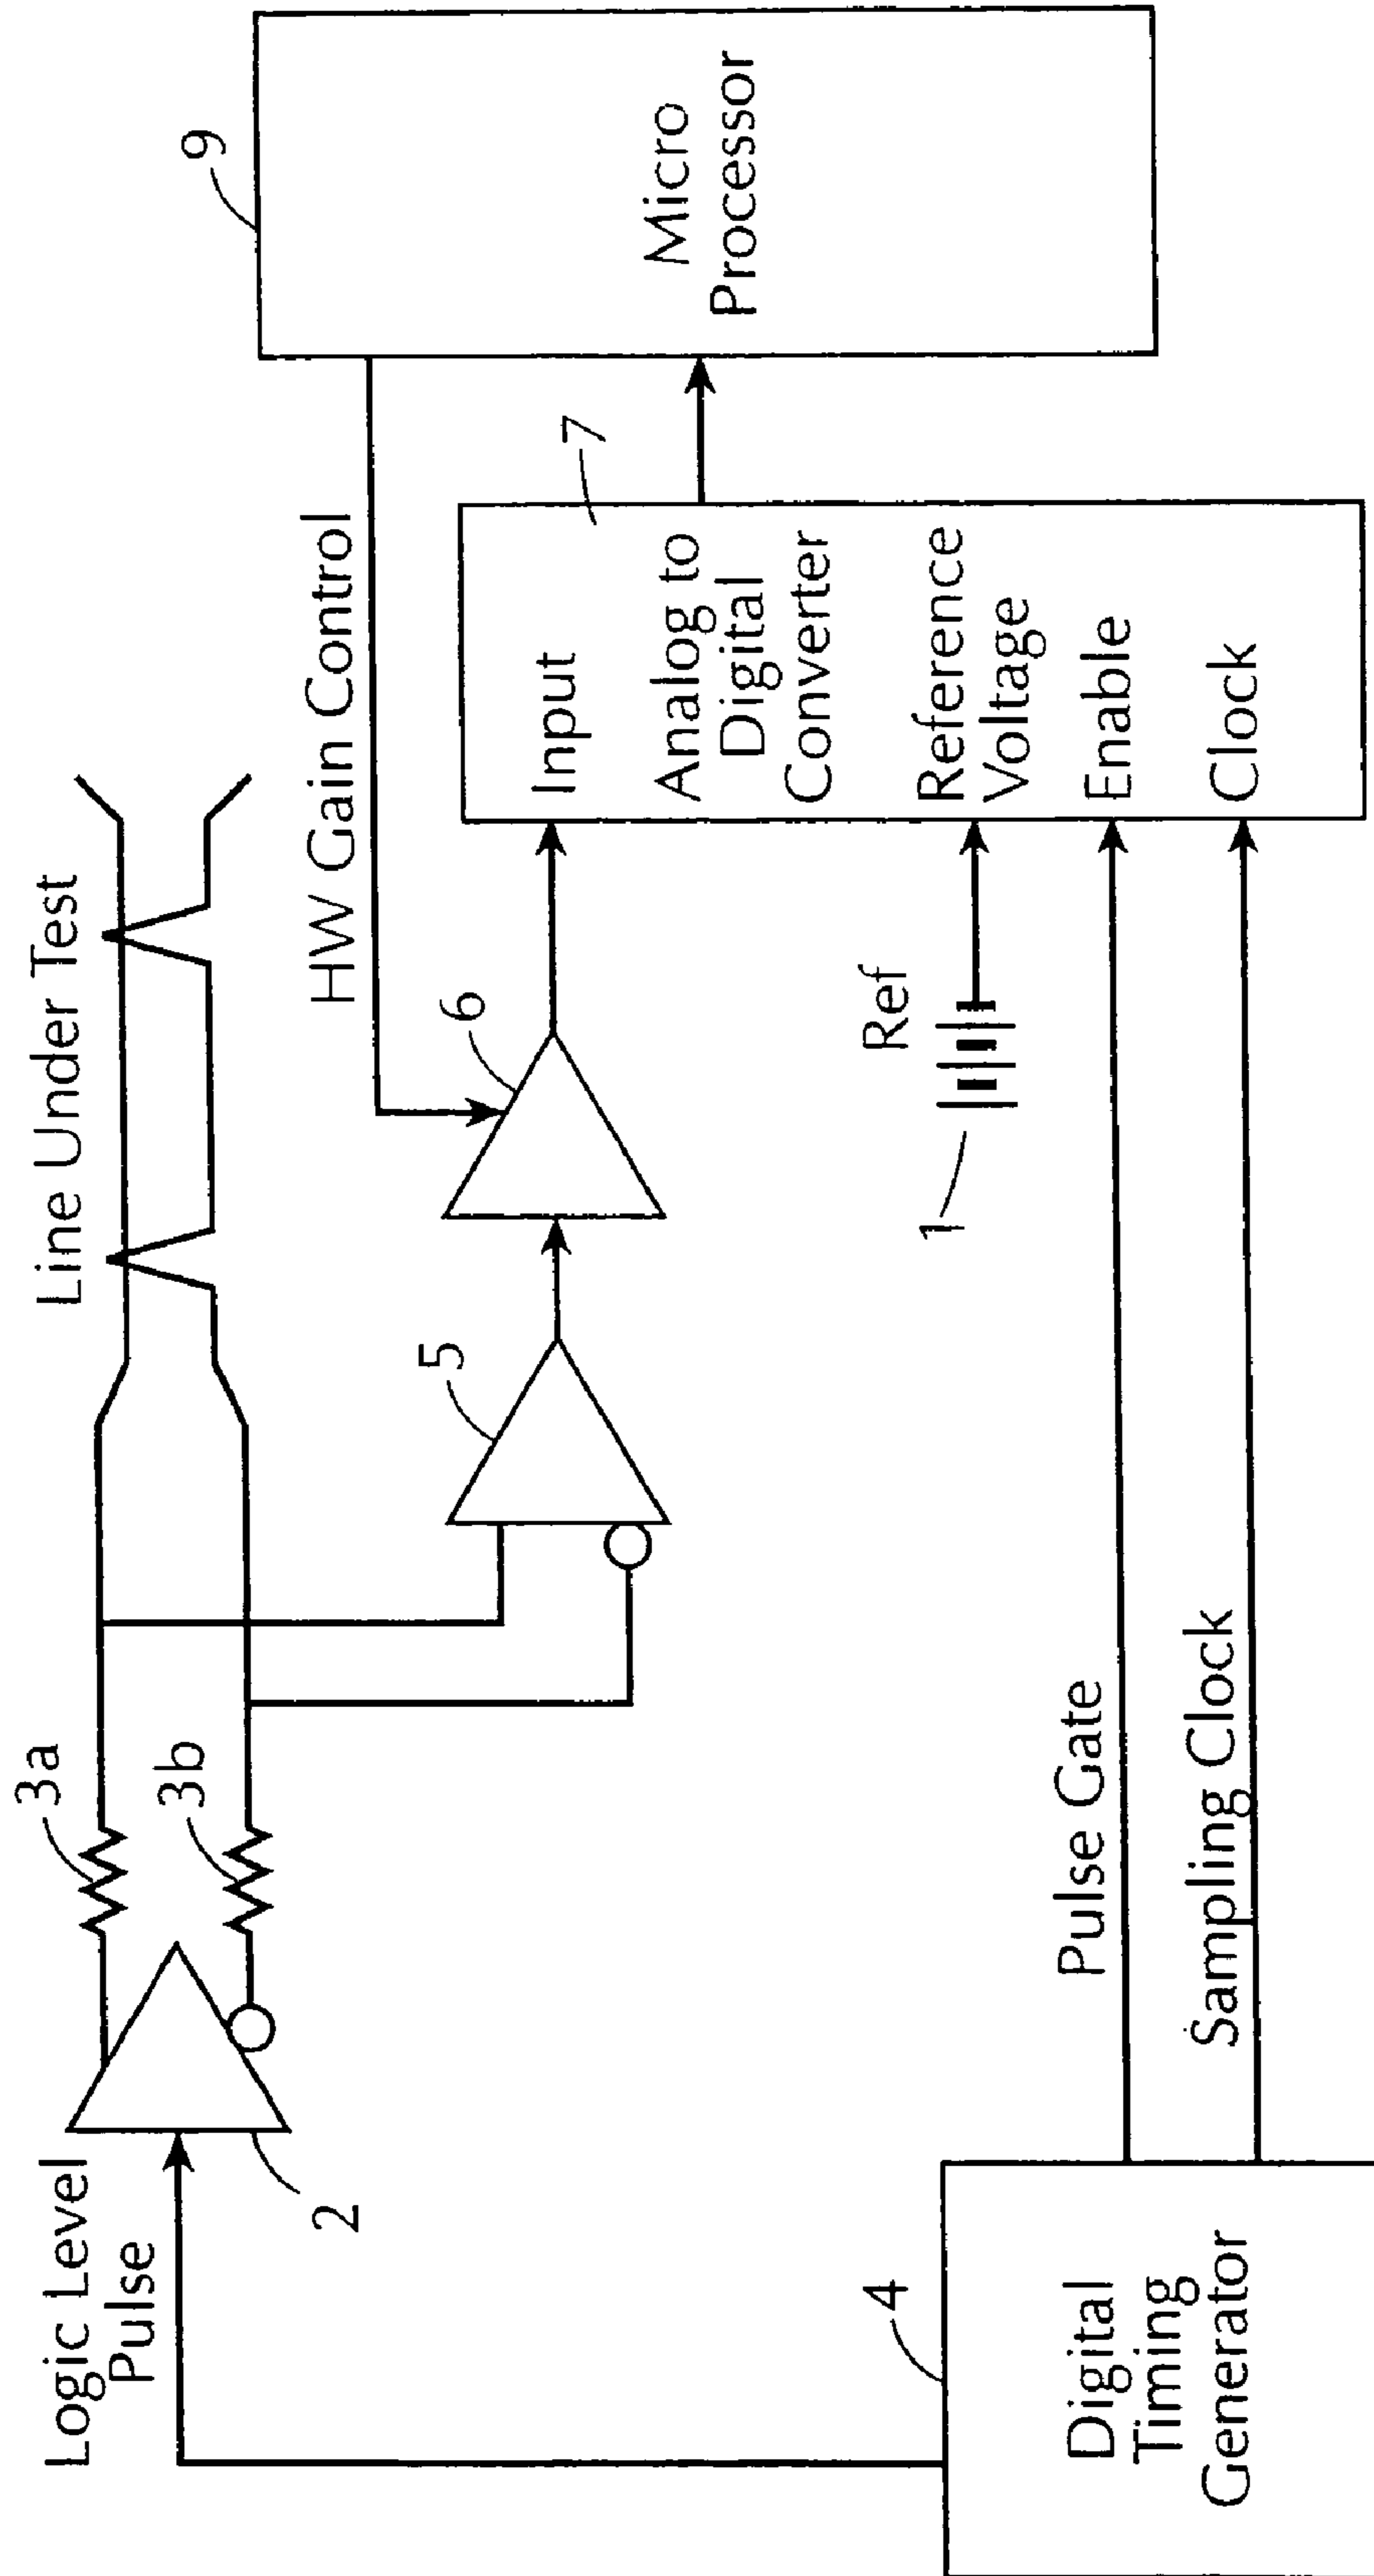 Line Under Test
Logic Level
Pulse
3a
3b
2
HW Gain Control
5
6
9
Micro
Processor
7
Input
Analog to
Digital
Converter
Reference
Voltage
Enable
Clock
Ref
1
Pulse Gate
Sampling Clock
4
Digital
Timing
Generator